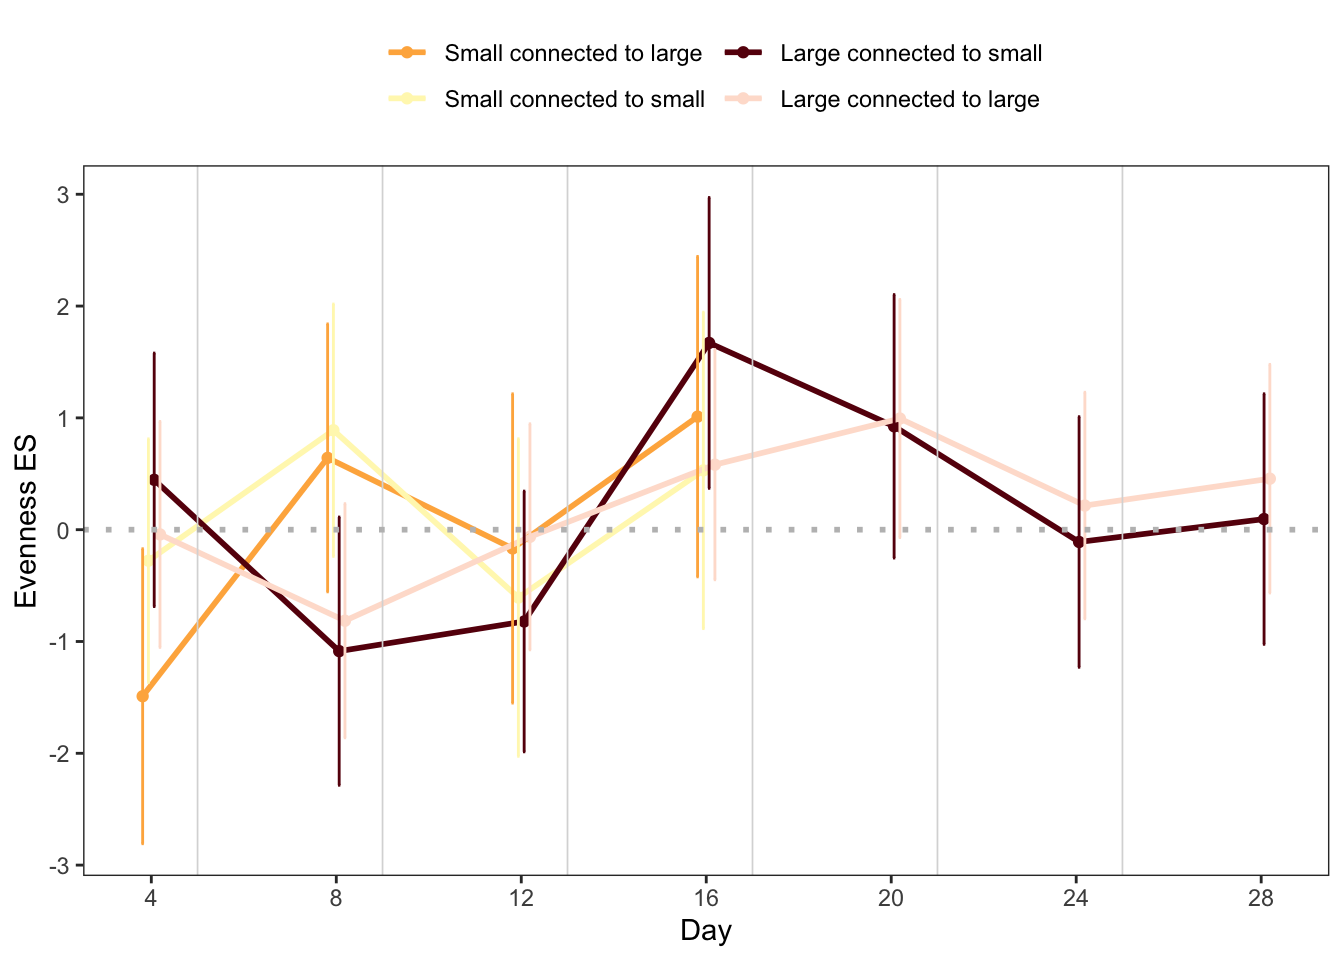 Small connected to large
Large connected to small
Small connected to small
Large connected to large
Evenness ES
3
2
1
0
-1
-2
-3
4 8 12 16 20 24 28
Day